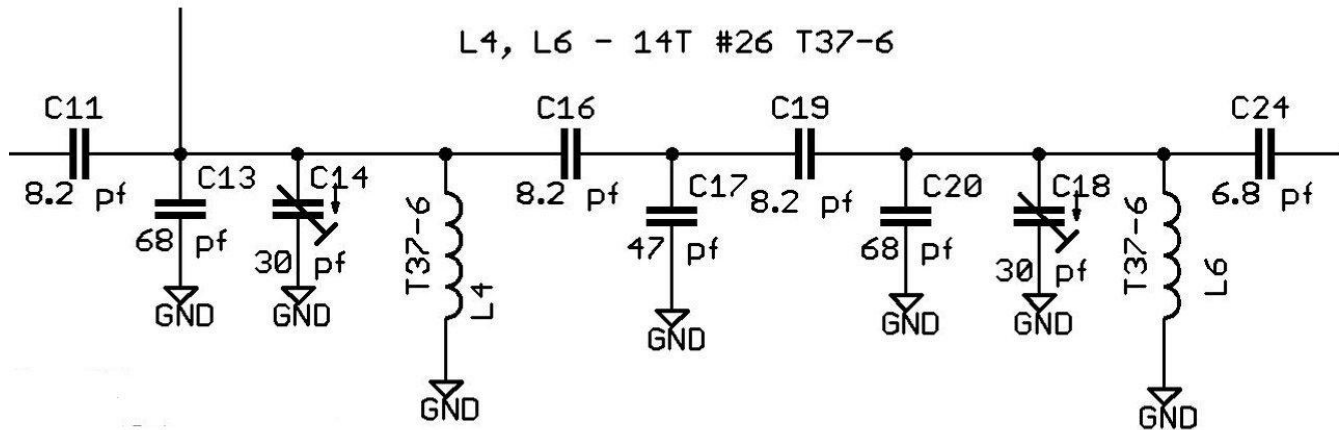 L4, L6 - 14T #26 T37-6
C11
8.2 pf
C13
68 pf
GND
C14
30 pf
GND
T37-6
L4
GND
C16
8.2 pf
C17
47 pf
GND
C19
8.2 pf
C20
68 pf
GND
C18
30 pf
GND
T37-6
L6
GND
C24
6.8 pf